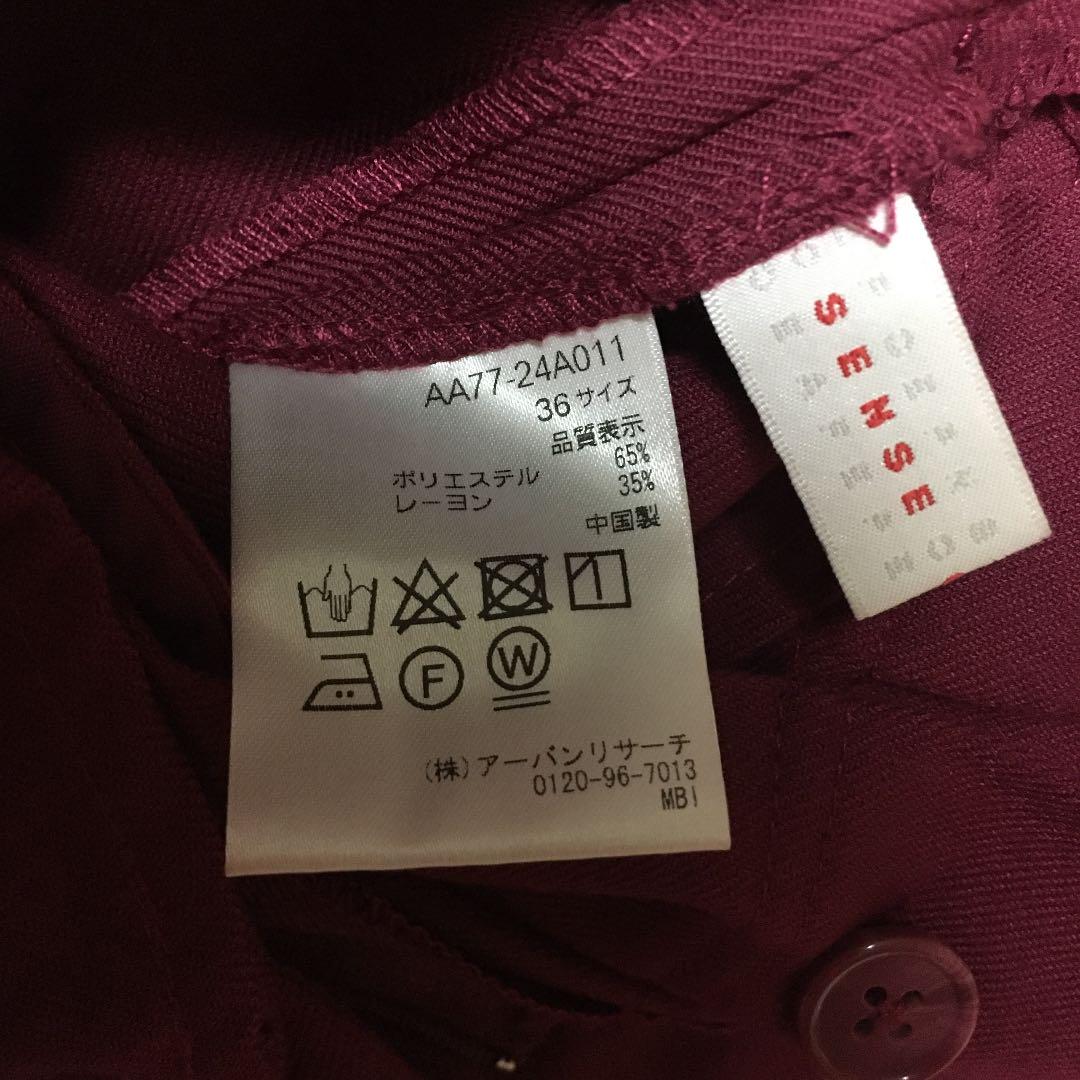 AA77-24A011
36サイズ
品質表示
65%
ポリエステル
35%
レーヨン
中国製
F
W
(株)アーバンリサーチ
0120-96-7013
MBI
SENSE